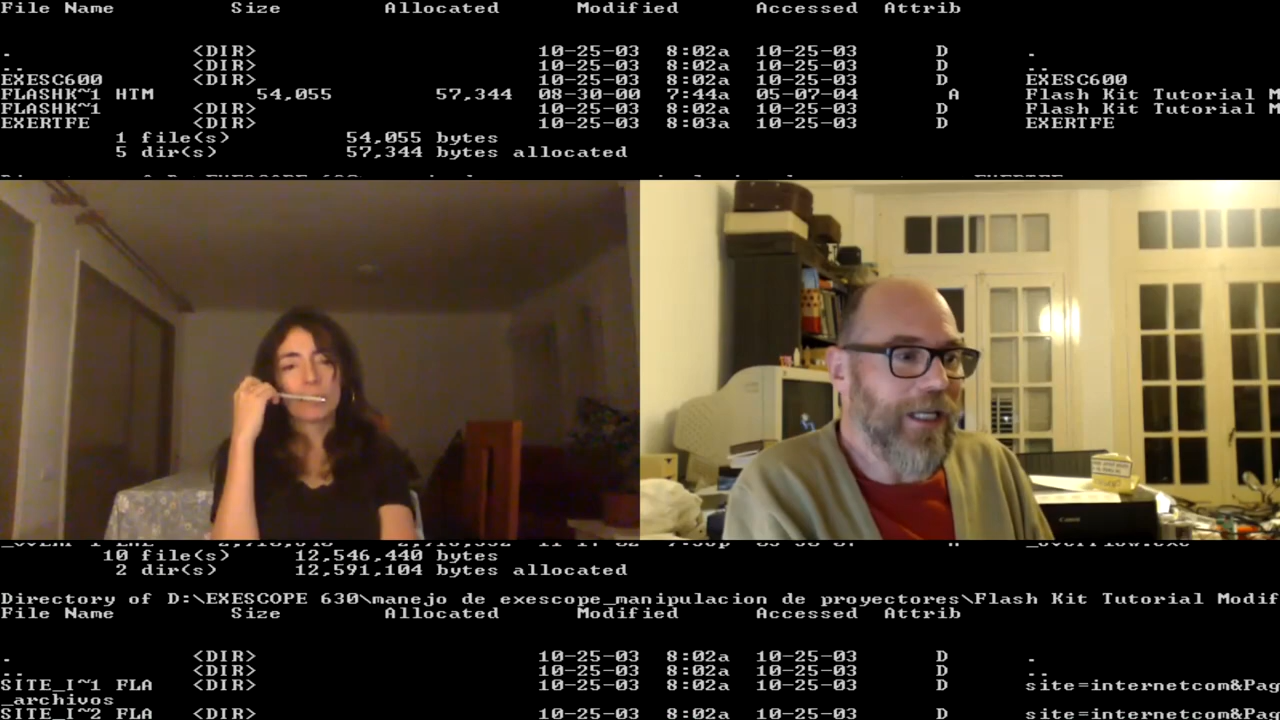 File Name Size Allocated Modified Accessed Attrib
. <DIR> 10-25-03 8:02a 10-25-03 D .
.. <DIR> 10-25-03 8:02a 10-25-03 D ..
EXESC600 <DIR> 10-25-03 8:02a 10-25-03 D EXESC600
FLASHK~1 HTM 54,055 57,344 08-30-00 7:44a 05-07-04 A Flash Kit Tutorial M
FLASHK~1 <DIR> 10-25-03 8:02a 10-25-03 D Flash Kit Tutorial M
EXERTFE <DIR> 10-25-03 8:03a 10-25-03 D EXERTFE
1 file(s) 54,055 bytes
5 dir(s) 57,344 bytes allocated
Canon
10 file(s) 12,546,440 bytes
2 dir(s) 12,591,104 bytes allocated
Directory of D:\EXESCOPE 630\manejo de exescope_manipulacion de proyectores\Flash Kit Tutorial Modif
File Name Size Allocated Modified Accessed Attrib
. <DIR> 10-25-03 8:02a 10-25-03 D .
.. <DIR> 10-25-03 8:02a 10-25-03 D ..
SITE_I~1 FLA <DIR> 10-25-03 8:02a 10-25-03 D site=internetcom&Pag
_archivos
SITE_I~2 FLA <DIR> 10-25-03 8:02a 10-25-03 D site=internetcom&Pag